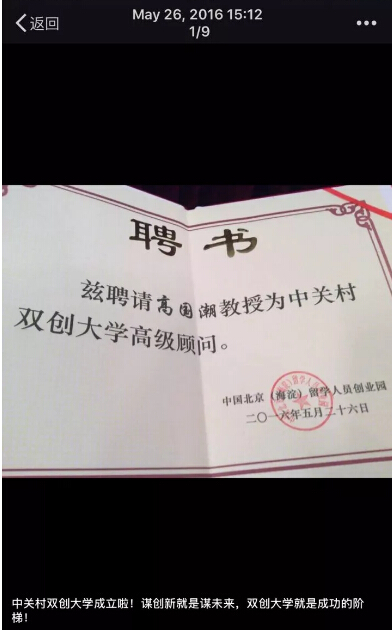 返回
May 26, 2016 15:12
1/9
聘书
兹聘请高国潮教授为中关村
双创大学高级顾问。
中国北京（海淀）留学人员创业园
二〇一六年五月二十六日
中关村双创大学成立啦！谋创新就是谋未来，双创大学就是成功的阶
梯！